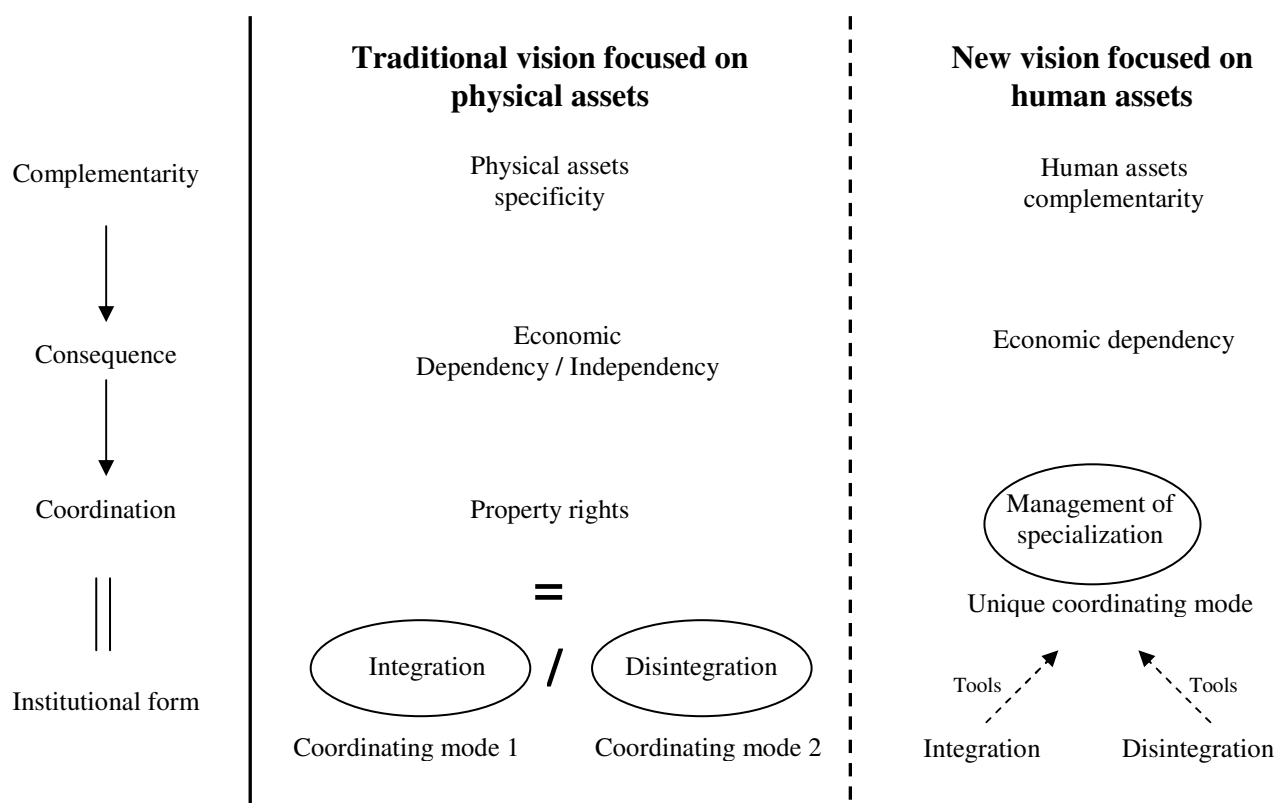 Traditional vision focused on
physical assets
New vision focused on
human assets
Complementarity
Physical assets
specificity
Human assets
complementarity
Consequence
Economic
Dependency / Independency
Economic dependency
Coordination
Property rights
Management of
specialization
=
Unique coordinating mode
Integration
/
Disintegration
Tools
Tools
Institutional form
Coordinating mode 1
Coordinating mode 2
Integration
Disintegration